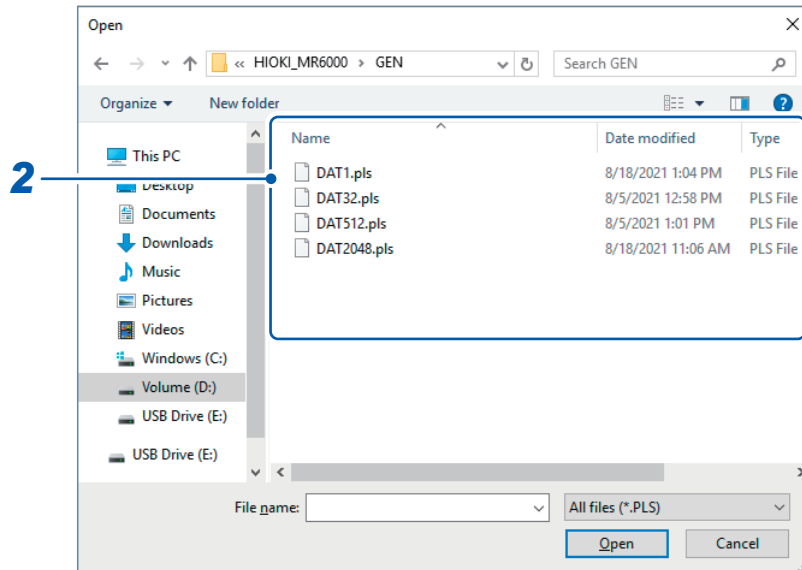 Open
« HIOKI_MR6000 > GEN
Search GEN
Organize
New folder
Name
Date modified
Type
2
This PC
Desktop
Documents
Downloads
Music
Pictures
Videos
Windows (C:)
Volume (D:)
USB Drive (E:)
USB Drive (E:)
DAT1.pls 8/18/2021 1:04 PM PLS File
DAT32.pls 8/5/2021 12:58 PM PLS File
DAT512.pls 8/5/2021 1:01 PM PLS File
DAT2048.pls 8/18/2021 11:06 AM PLS File
File name:
All files (*.PLS)
Open
Cancel